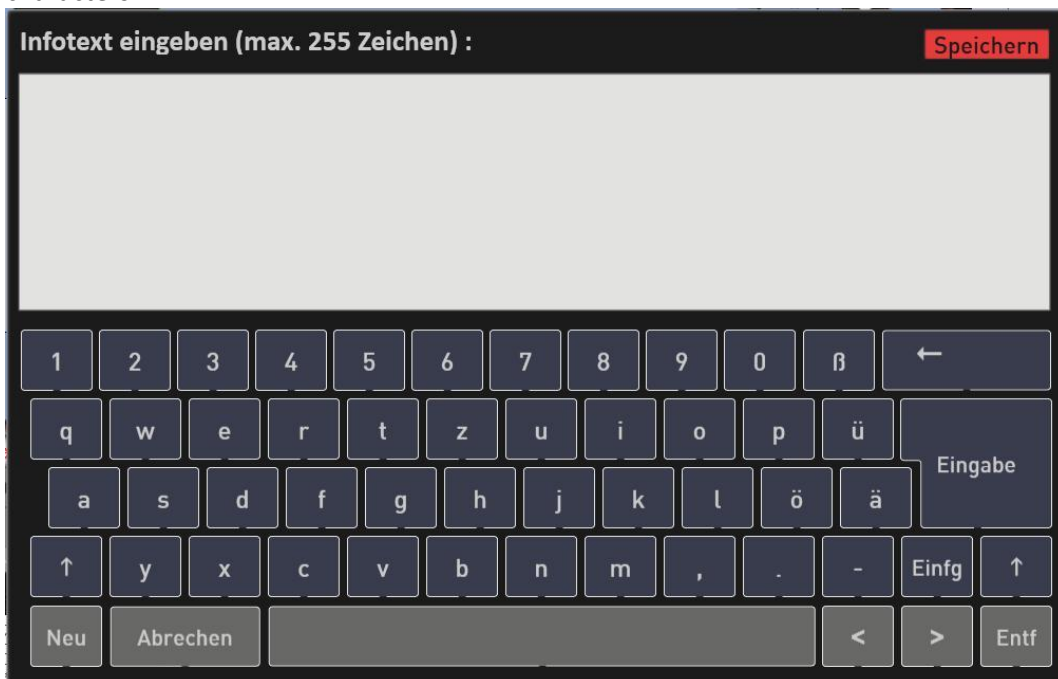 Infotext eingeben (max. 255 Zeichen) : Speichern
1 2 3 4 5 6 7 8 9 0 ß ←
q w e r t z u i o p ü
Eingabe
a s d f g h j k l ö ä
↑ y x c v b n m , . - Einfg ↑
Neu Abrechen < > Entf